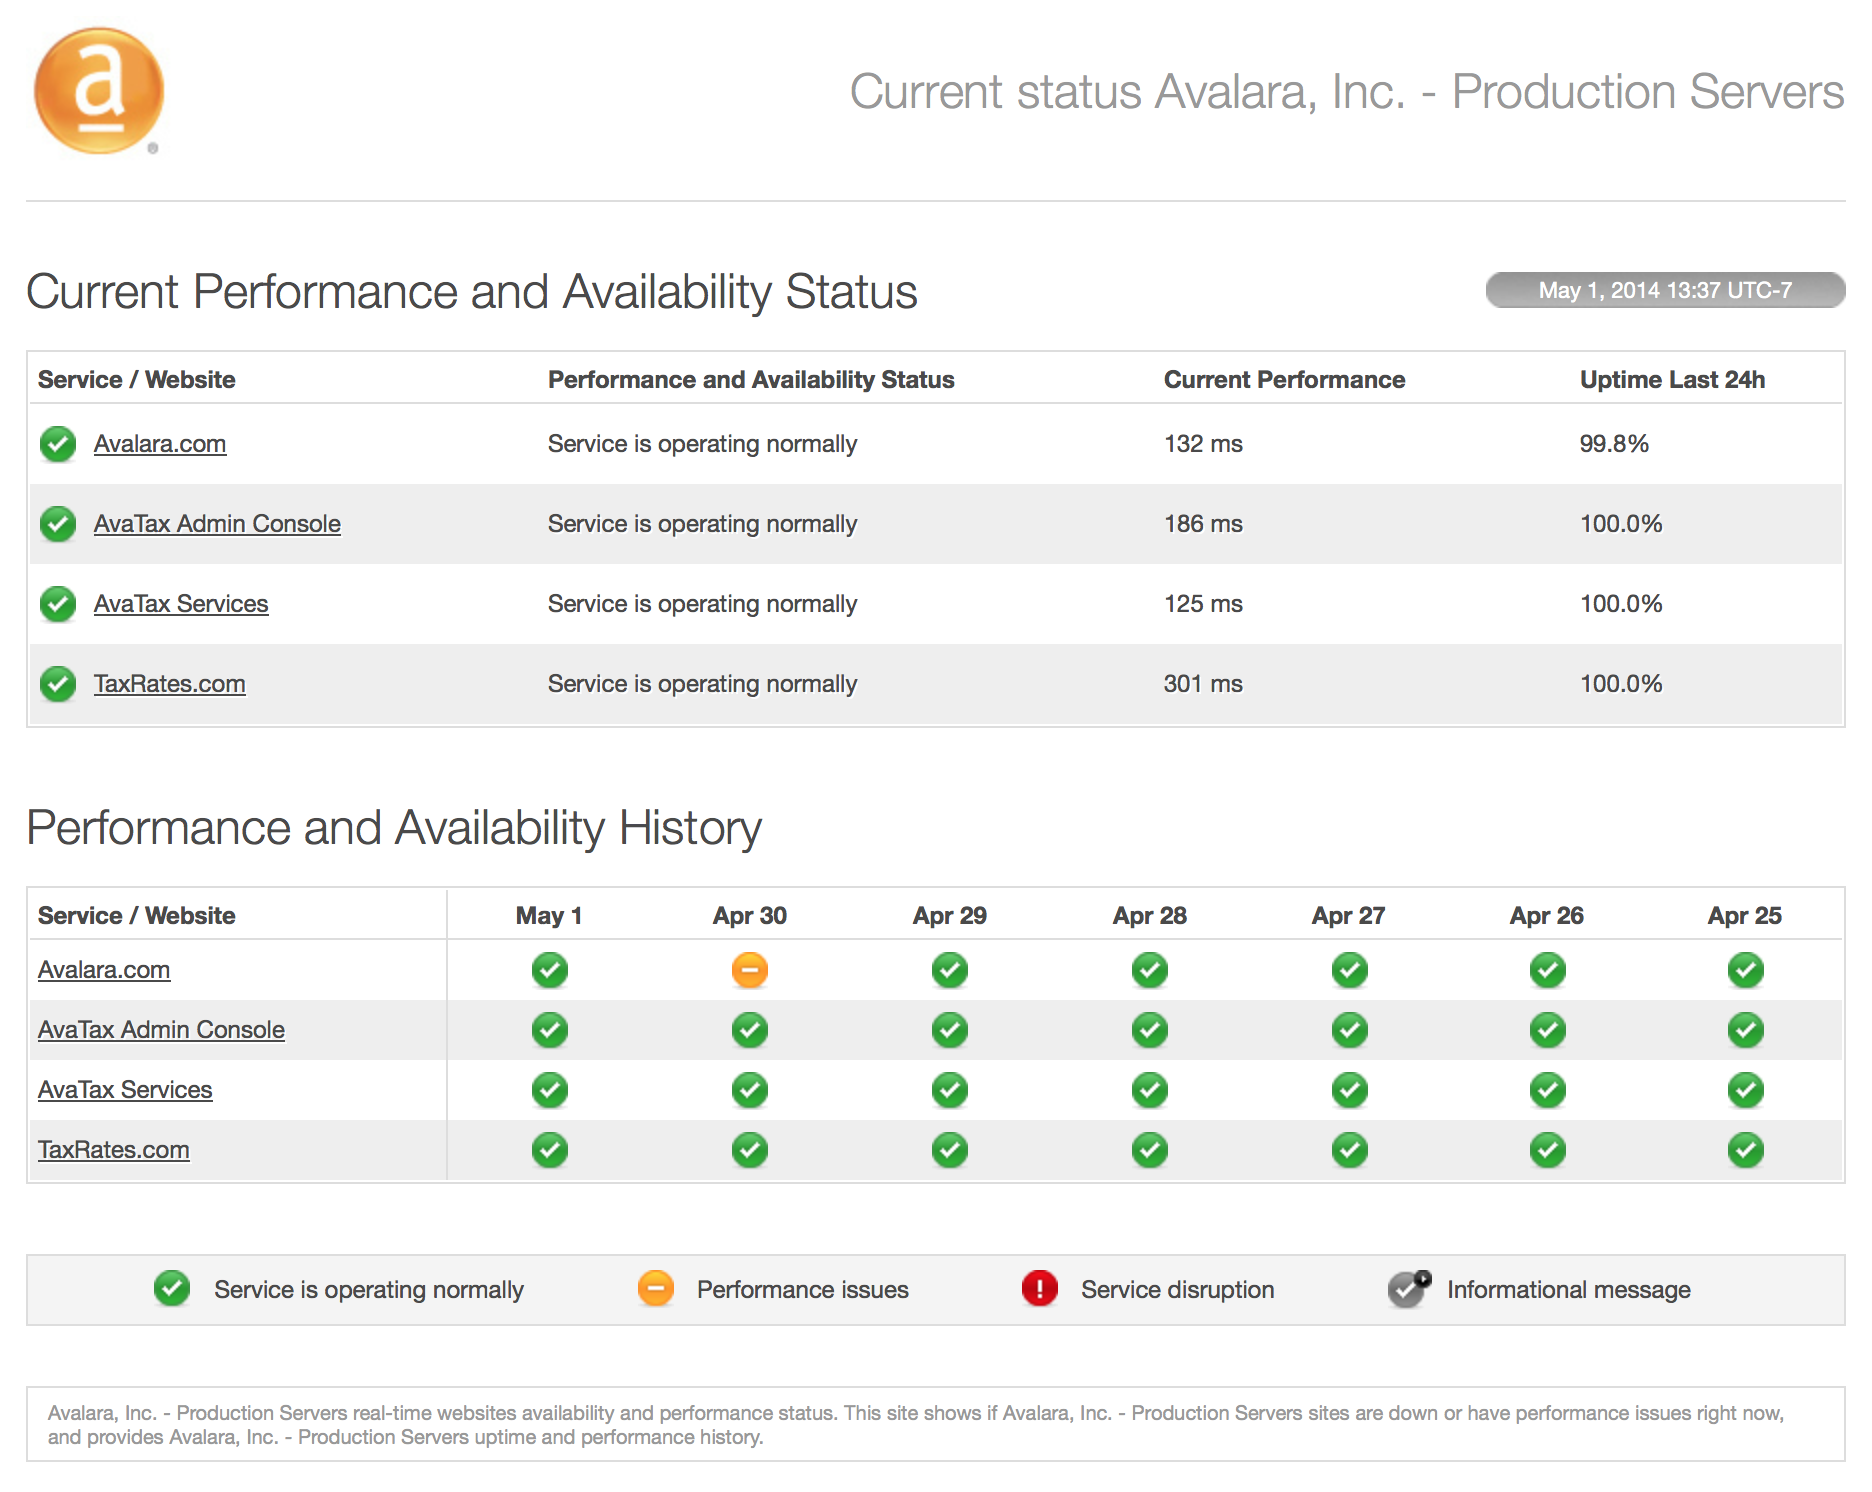 a
®
Current status Avalara, Inc. - Production Servers
Current Performance and Availability Status
May 1, 2014 13:37 UTC-7
Service / Website Performance and Availability Status Current Performance Uptime Last 24h
Avalara.com Service is operating normally 132 ms 99.8%
AvaTax Admin Console Service is operating normally 186 ms 100.0%
AvaTax Services Service is operating normally 125 ms 100.0%
TaxRates.com Service is operating normally 301 ms 100.0%
Performance and Availability History
Service / Website May 1 Apr 30 Apr 29 Apr 28 Apr 27 Apr 26 Apr 25
Avalara.com
AvaTax Admin Console
AvaTax Services
TaxRates.com
Service is operating normally Performance issues Service disruption Informational message
Avalara, Inc. - Production Servers real-time websites availability and performance status. This site shows if Avalara, Inc. - Production Servers sites are down or have performance issues right now,
and provides Avalara, Inc. - Production Servers uptime and performance history.